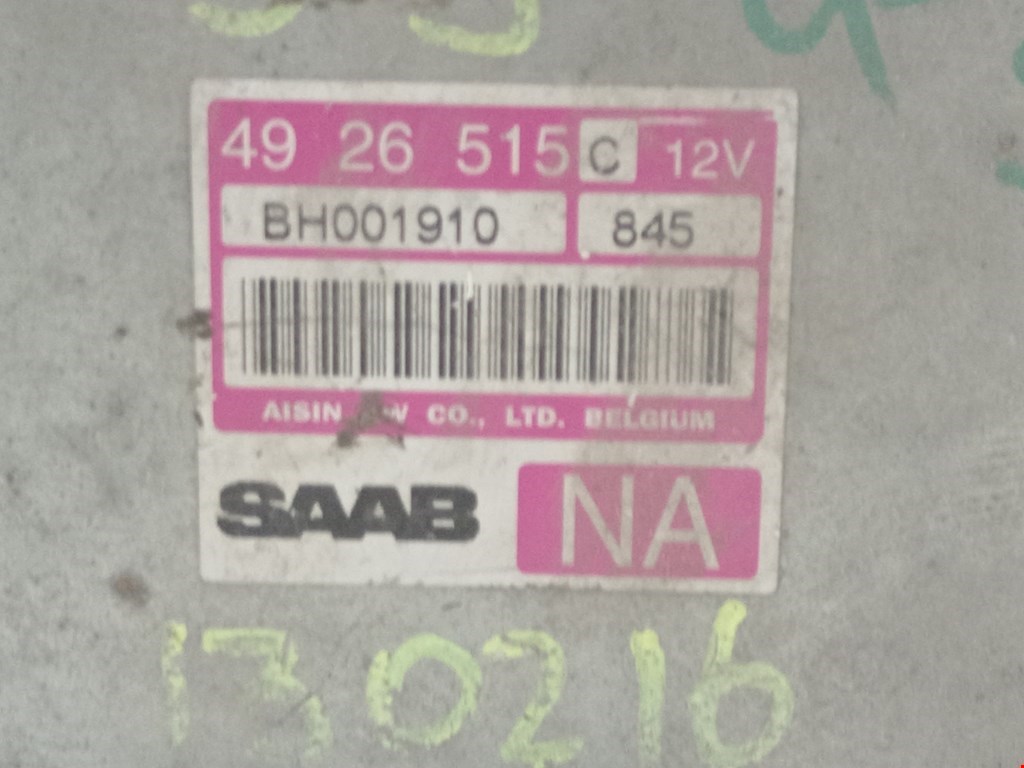 49 26 515 C 12V
BH001910 845
AISIN AW CO., LTD. BELGIUM
SAAB NA
130216